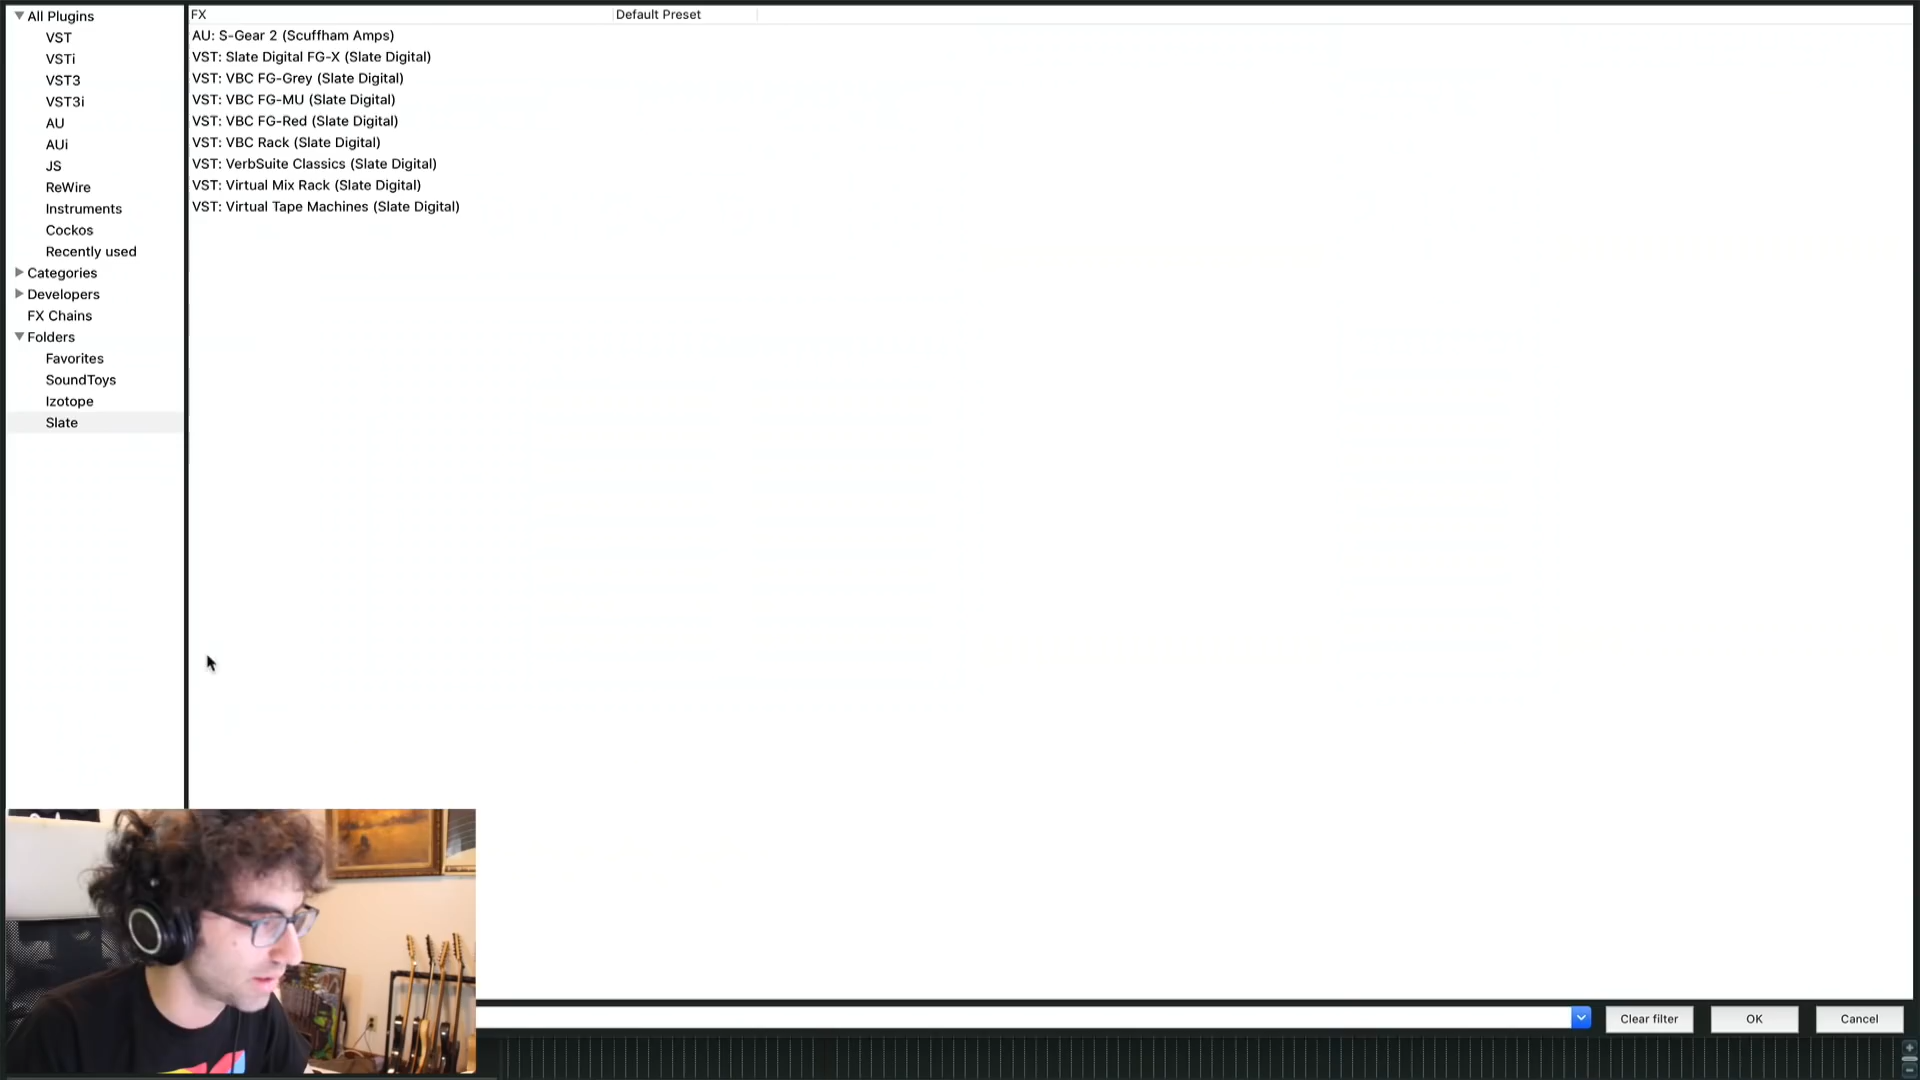 All Plugins
VST
VSTi
VST3
VST3i
AU
AUi
JS
ReWire
Instruments
Cockos
Recently used
Categories
Developers
FX Chains
Folders
Favorites
SoundToys
Izotope
Slate
FX
Default Preset
AU: S-Gear 2 (Scuffham Amps)
VST: Slate Digital FG-X (Slate Digital)
VST: VBC FG-Grey (Slate Digital)
VST: VBC FG-MU (Slate Digital)
VST: VBC FG-Red (Slate Digital)
VST: VBC Rack (Slate Digital)
VST: VerbSuite Classics (Slate Digital)
VST: Virtual Mix Rack (Slate Digital)
VST: Virtual Tape Machines (Slate Digital)
Clear filter
OK
Cancel